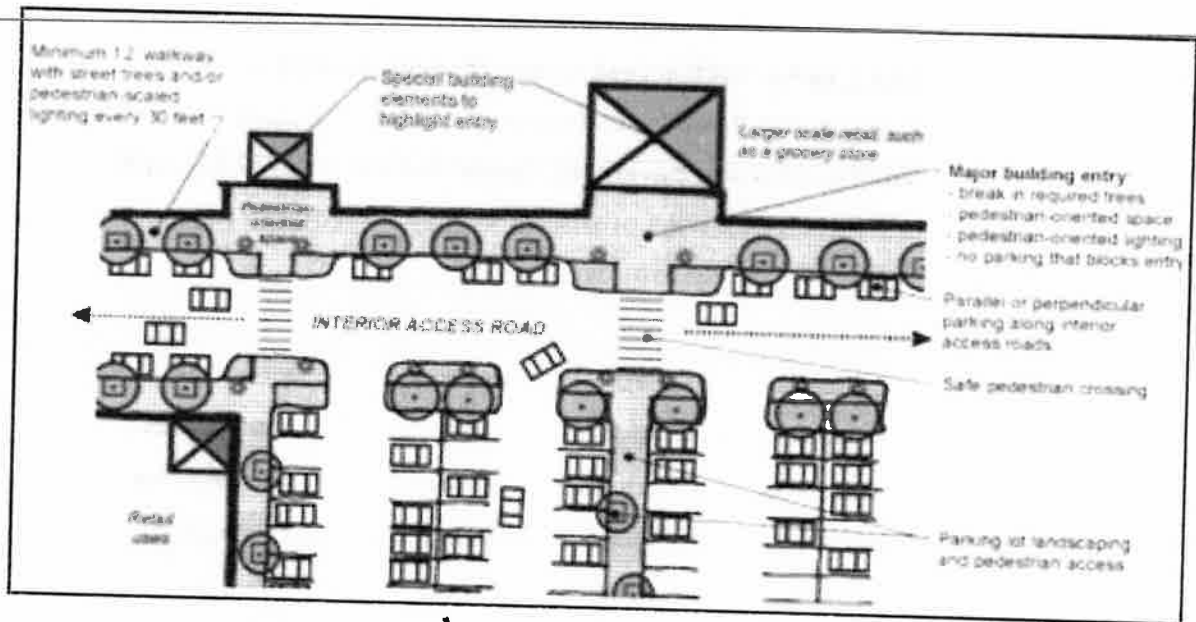 Minimum 12' walkway
with street trees and/or
pedestrian-scaled
lighting every 30 feet
Special building
elements to
highlight entry
Larger scale retail, such
as a grocery store
Major building entry
- break in required trees
- pedestrian-oriented space
- pedestrian-oriented lighting
- no parking that blocks entry
Pedestrian-
oriented
space
INTERIOR ACCESS ROAD
Parallel or perpendicular
parking along interior
access roads
Safe pedestrian crossing
Retail
uses
Parking lot landscaping
and pedestrian access